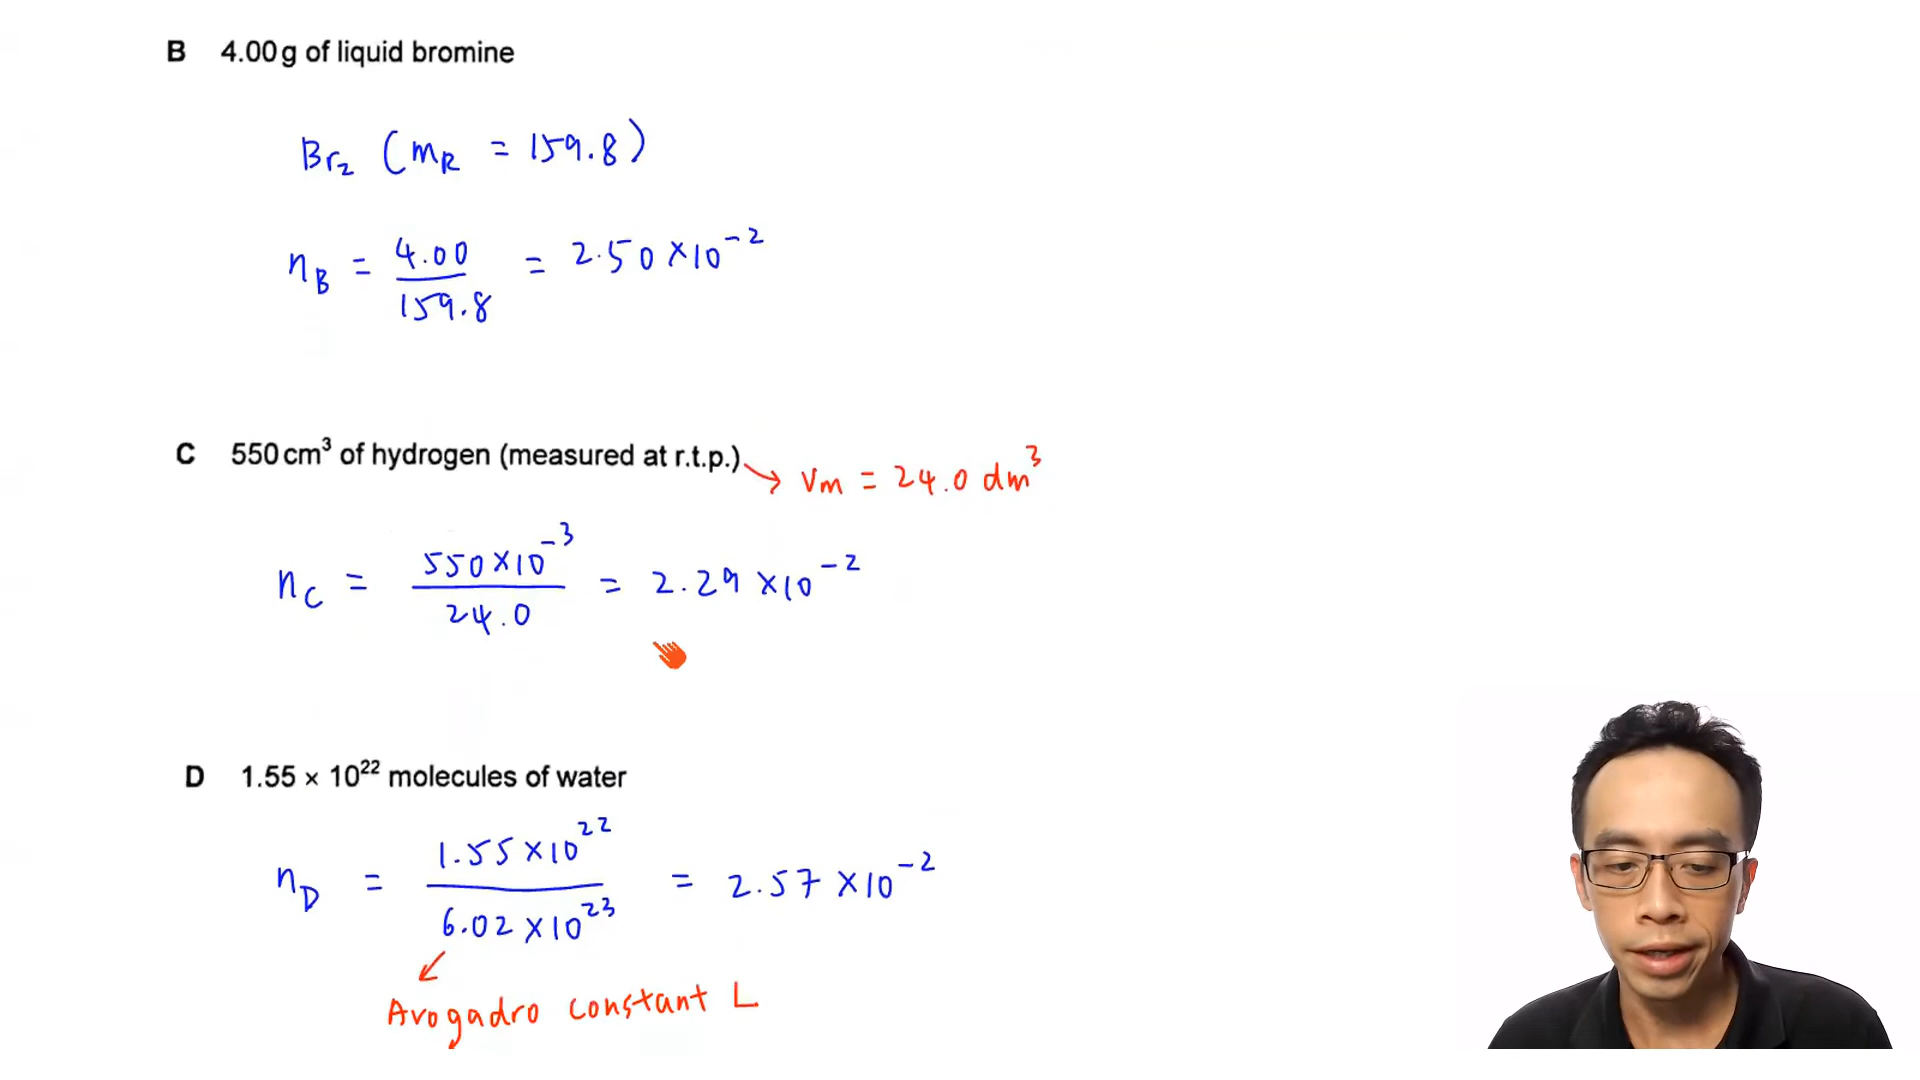 B 4.00 g of liquid bromine
Br₂ (MR = 159.8)
nB = 4.00 / 159.8 = 2.50 × 10⁻²
C 550 cm³ of hydrogen (measured at r.t.p.) → Vm = 24.0 dm³
nC = 550 × 10⁻³ / 24.0 = 2.29 × 10⁻²
D 1.55 × 10²² molecules of water
nD = 1.55 × 10²² / 6.02 × 10²³ = 2.57 × 10⁻²
Avogadro constant L